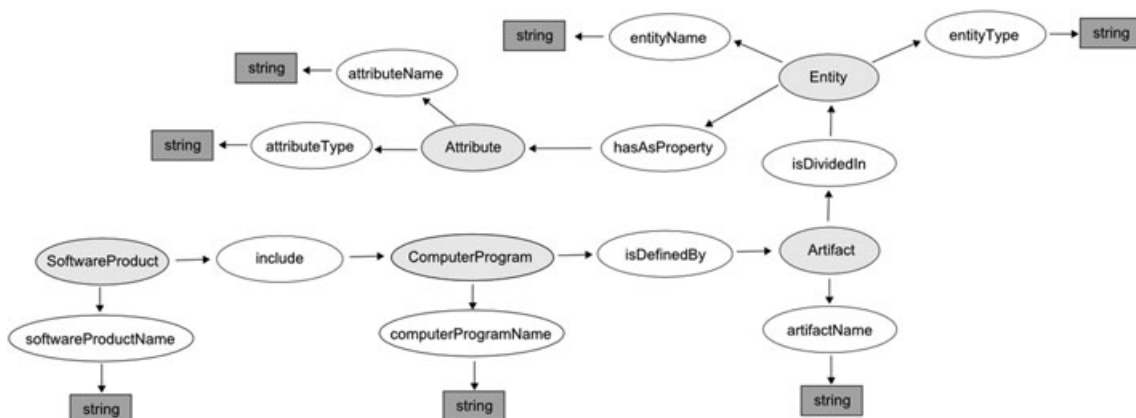 string
entityName
entityType
string
string
attributeName
Entity
string
attributeType
Attribute
hasAsProperty
isDividedIn
SoftwareProduct
include
ComputerProgram
isDefinedBy
Artifact
softwareProductName
computerProgramName
artifactName
string
string
string